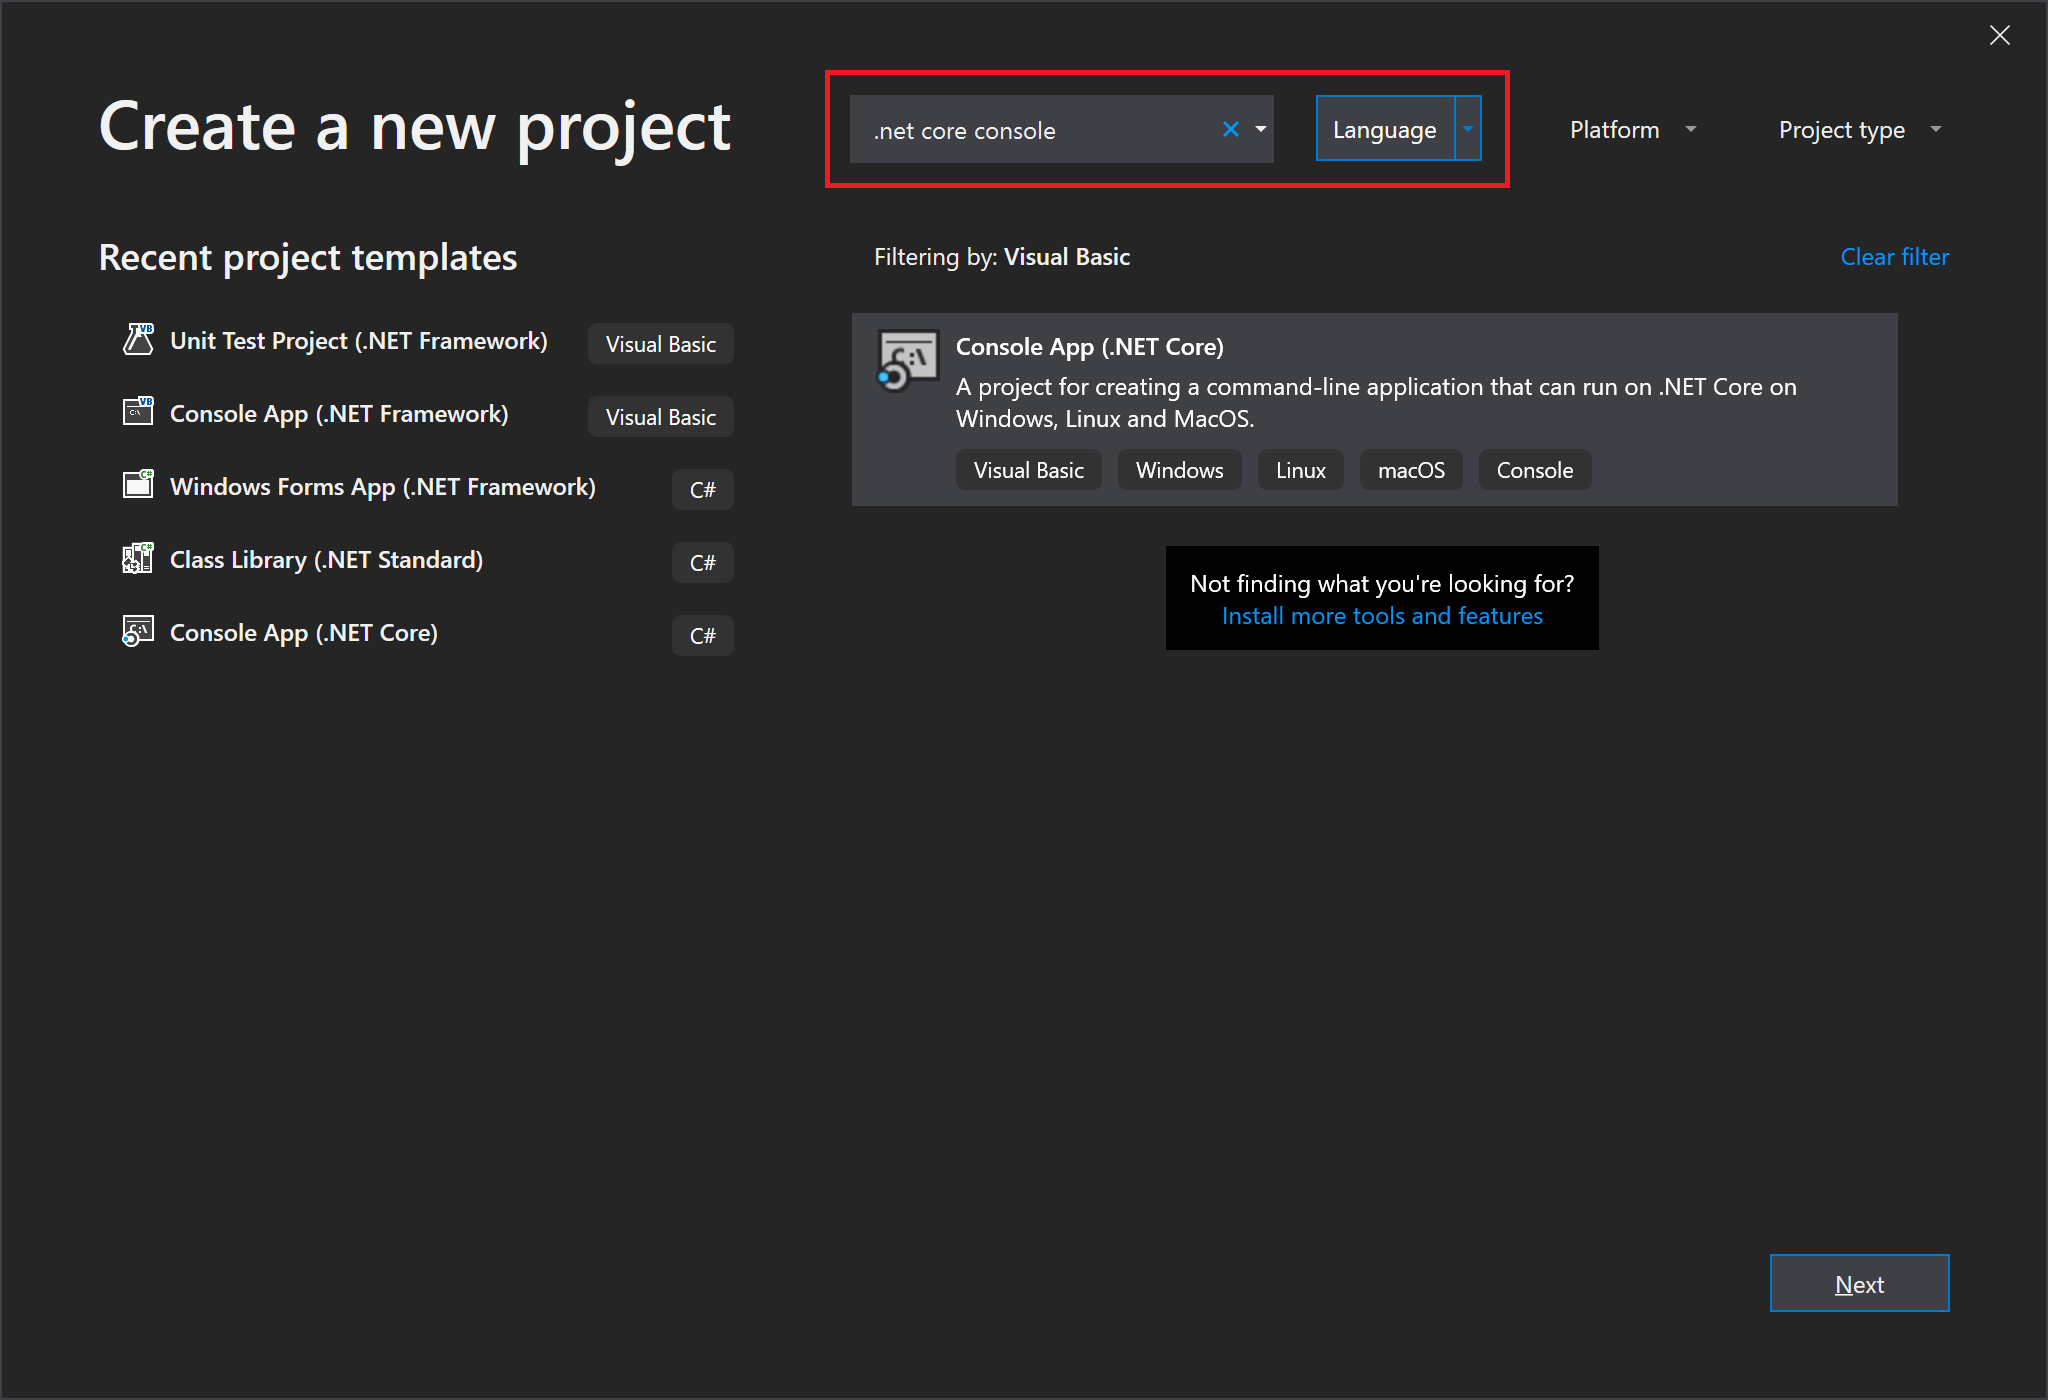 Create a new project
.net core console
Language
Platform
Project type
Recent project templates
Unit Test Project (.NET Framework)
Visual Basic
Console App (.NET Framework)
Visual Basic
Windows Forms App (.NET Framework)
C#
Class Library (.NET Standard)
C#
Console App (.NET Core)
C#
Filtering by: Visual Basic
Clear filter
Console App (.NET Core)
A project for creating a command-line application that can run on .NET Core on
Windows, Linux and MacOS.
Visual Basic
Windows
Linux
macOS
Console
Not finding what you're looking for?
Install more tools and features
Next